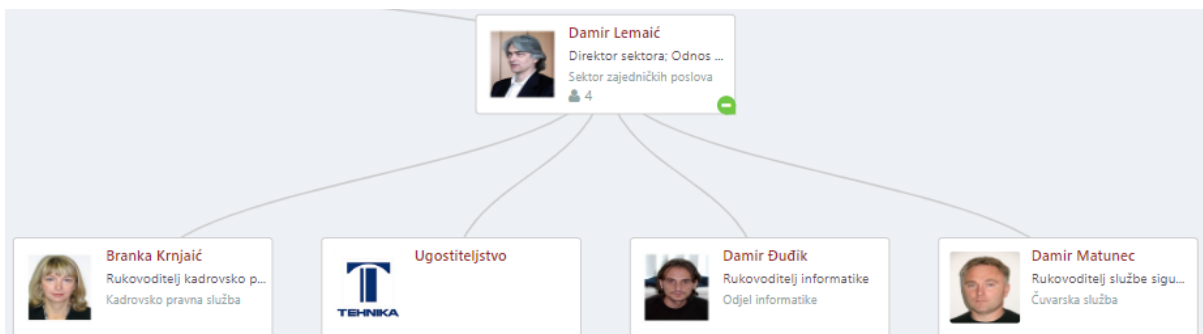 Damir Lemaić
Direktor sektora; Odnos ...
Sektor zajedničkih poslova
4
Branka Krnjaić
Rukovoditelj kadrovsko p...
Kadrovsko pravna služba
Ugostiteljstvo
TEHNIKA
Damir Đuđik
Rukovoditelj informatike
Odjel informatike
Damir Matunec
Rukovoditelj službe sigu...
Čuvarska služba